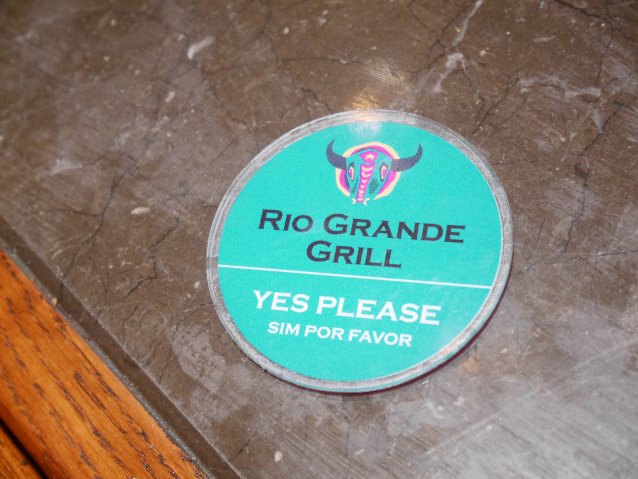 Rio Grande
Grill
YES PLEASE
SIM POR FAVOR